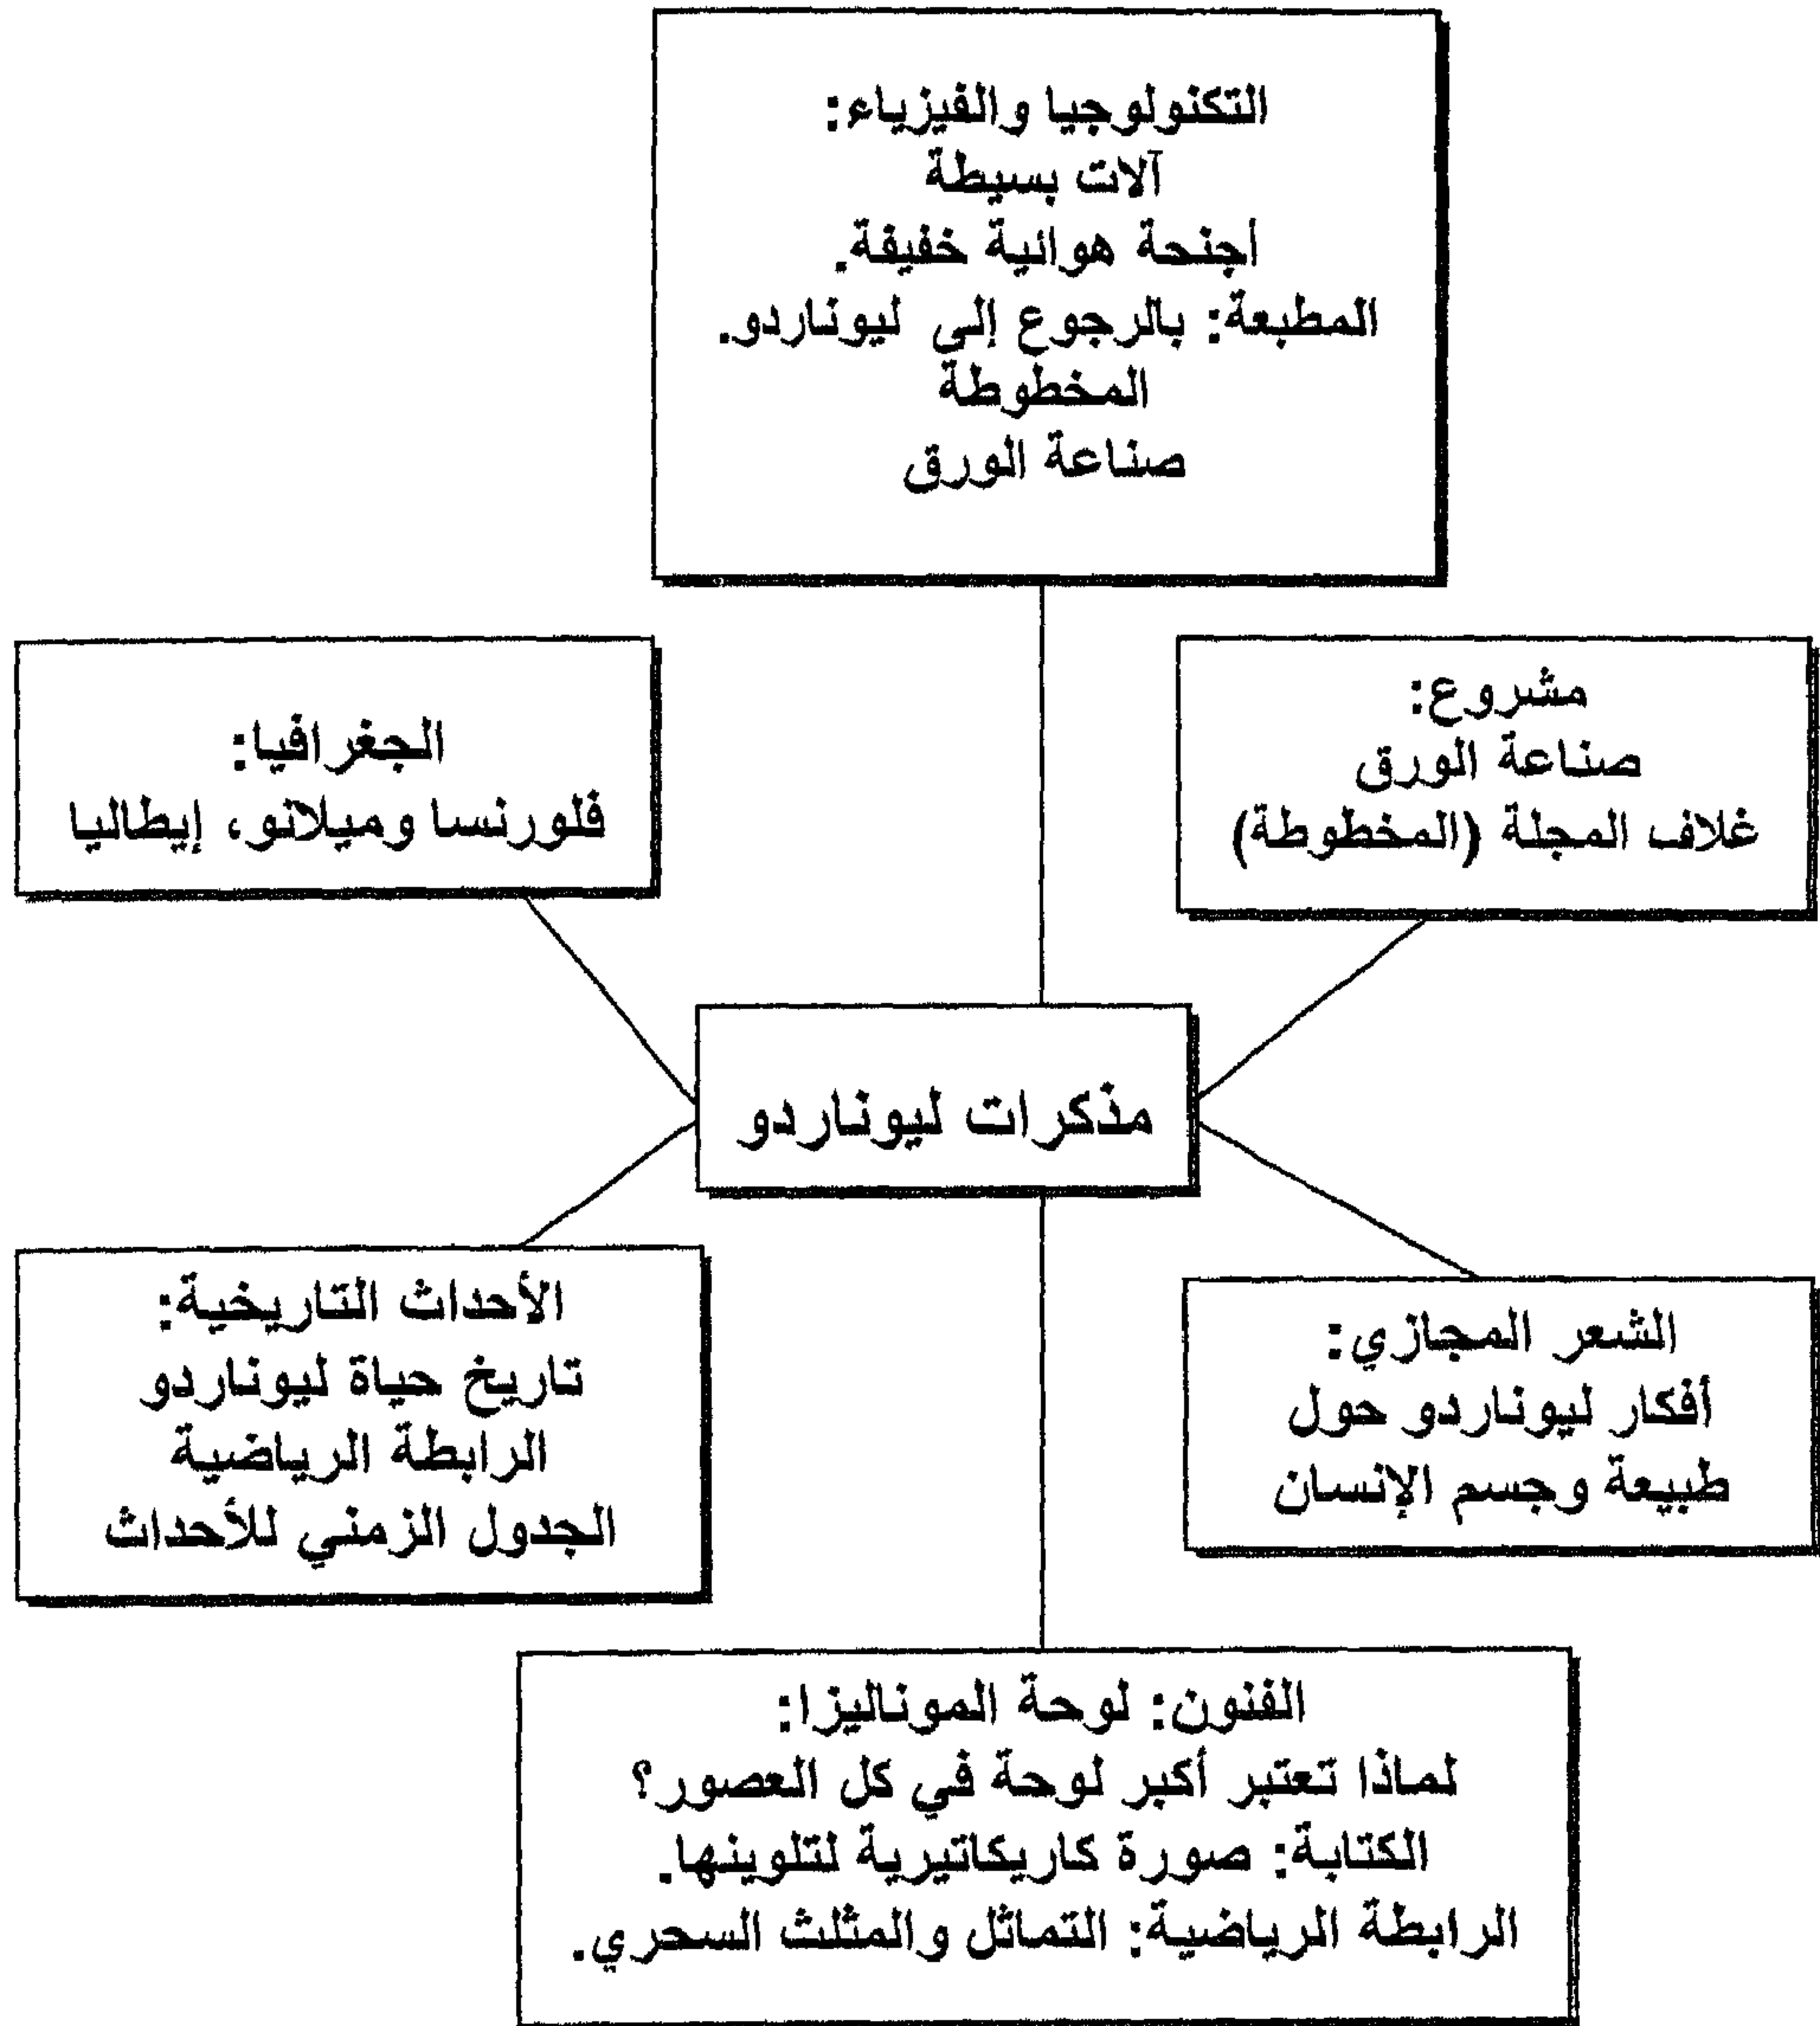 التكنولوجيا والفيزياء:
آلات بسيطة
أجنحة هوائية خفيفة.
المطبعة: بالرجوع إلى ليوناردو.
المخطوطة
صناعة الورق
مشروع:
صناعة الورق
غلاف المجلة (المخطوطة)
الجغرافيا:
فلورنسا وميلانو، إيطاليا
مذكرات ليوناردو
الشعر المجازي:
أفكار ليوناردو حول
طبيعة وجسم الإنسان
الأحداث التاريخية:
تاريخ حياة ليوناردو
الرابطة الرياضية
الجدول الزمني للأحداث
الفنون: لوحة الموناليزا:
لماذا تعتبر أكبر لوحة في كل العصور؟
الكتابة: صورة كاريكاتيرية لتلوينها.
الرابطة الرياضية: التماثل والمثلث السحري.